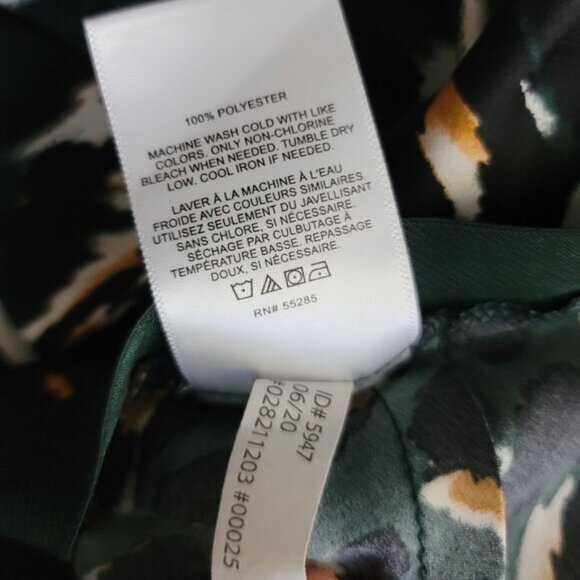 100% POLYESTER
MACHINE WASH COLD WITH LIKE
COLORS. ONLY NON-CHLORINE
BLEACH WHEN NEEDED. TUMBLE DRY
LOW. COOL IRON IF NEEDED.
LAVER À LA MACHINE À L'EAU
FROIDE AVEC COULEURS SIMILAIRES.
UTILISEZ SEULEMENT DU JAVELLISANT
SANS CHLORE, SI NÉCESSAIRE.
SÉCHAGE PAR CULBUTAGE À
TEMPÉRATURE BASSE. REPASSAGE
DOUX, SI NÉCESSAIRE.
RN# 55285
ID# 5947
06/20
#02821203 #00025